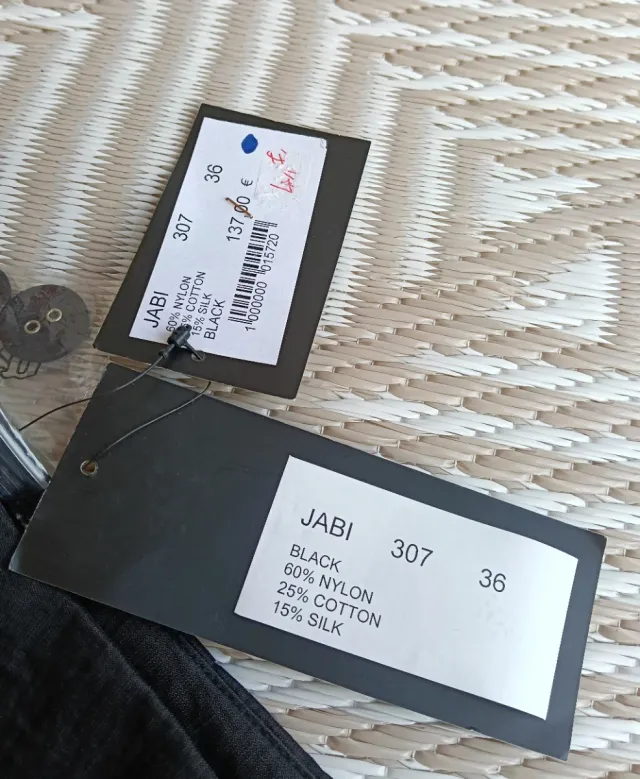 JABI 307 36
60% NYLON 137,00 €
COTTON
15% SILK
BLACK
1000000 015720
JABI 307 36
BLACK
60% NYLON
25% COTTON
15% SILK